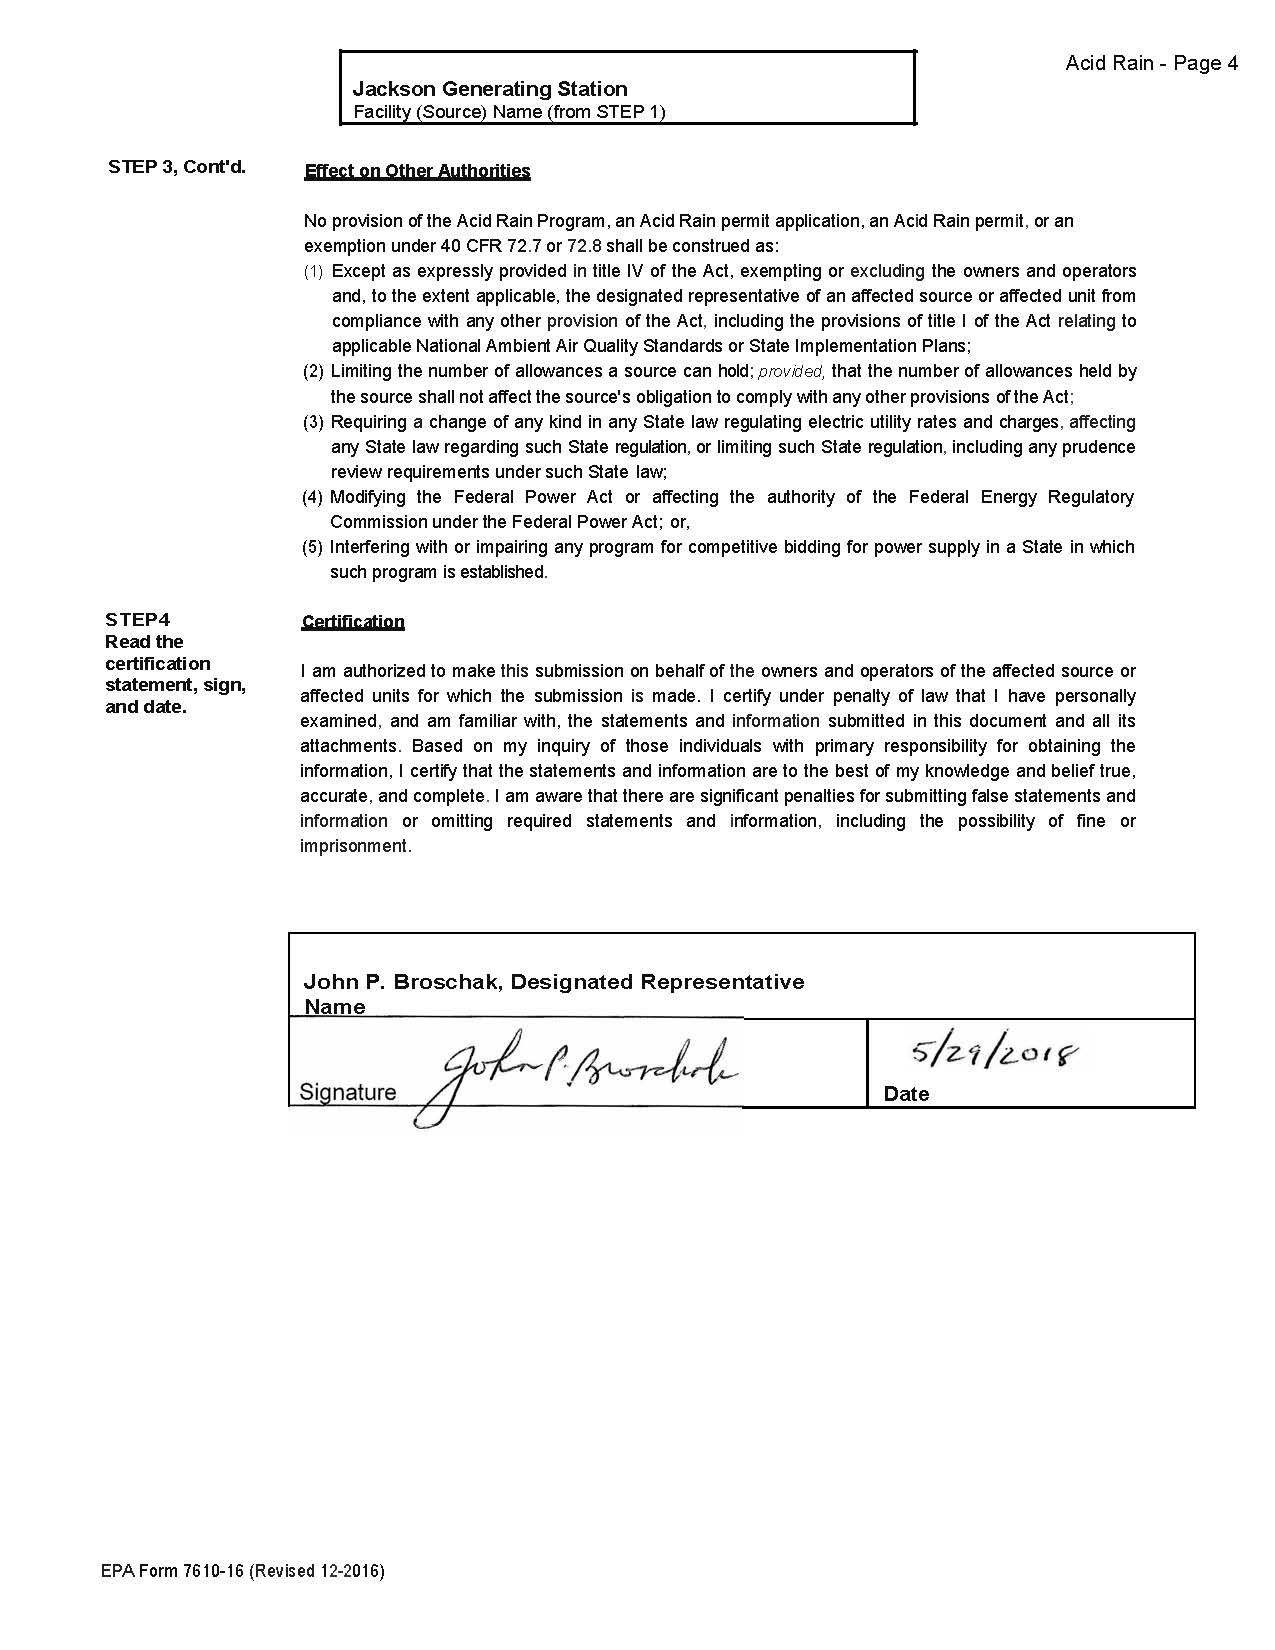 Acid Rain - Page 4
Jackson Generating Station
Facility (Source) Name (from STEP 1)
STEP 3, Cont'd.
Effect on Other Authorities
No provision of the Acid Rain Program, an Acid Rain permit application, an Acid Rain permit, or an
exemption under 40 CFR 72.7 or 72.8 shall be construed as:
(1) Except as expressly provided in title IV of the Act, exempting or excluding the owners and operators
and, to the extent applicable, the designated representative of an affected source or affected unit from
compliance with any other provision of the Act, including the provisions of title I of the Act relating to
applicable National Ambient Air Quality Standards or State Implementation Plans;
(2) Limiting the number of allowances a source can hold; provided, that the number of allowances held by
the source shall not affect the source's obligation to comply with any other provisions of the Act;
(3) Requiring a change of any kind in any State law regulating electric utility rates and charges, affecting
any State law regarding such State regulation, or limiting such State regulation, including any prudence
review requirements under such State law;
(4) Modifying the Federal Power Act or affecting the authority of the Federal Energy Regulatory
Commission under the Federal Power Act; or,
(5) Interfering with or impairing any program for competitive bidding for power supply in a State in which
such program is established.
STEP4
Read the
certification
statement, sign,
and date.
Certification
I am authorized to make this submission on behalf of the owners and operators of the affected source or
affected units for which the submission is made. I certify under penalty of law that I have personally
examined, and am familiar with, the statements and information submitted in this document and all its
attachments. Based on my inquiry of those individuals with primary responsibility for obtaining the
information, I certify that the statements and information are to the best of my knowledge and belief true,
accurate, and complete. I am aware that there are significant penalties for submitting false statements and
information or omitting required statements and information, including the possibility of fine or
imprisonment.
John P. Broschak, Designated Representative
Name
John P. Broschak
Signature
5/29/2018
Date
EPA Form 7610-16 (Revised 12-2016)